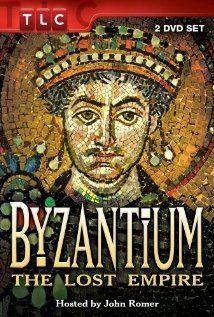 TLC
2 DVD SET
BYZANTiUM
THE LOST EMPIRE
Hosted by John Romer